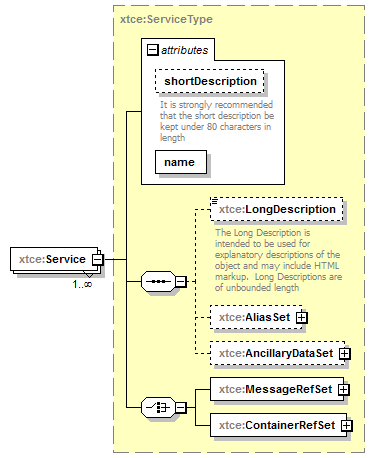 xtce:ServiceType
attributes
shortDescription
It is strongly recommended
that the short description be
kept under 80 characters in
length
name
xtce:LongDescription
The Long Description is
intended to be used for
explanatory descriptions of the
object and may include HTML
markup.  Long Descriptions are
of unbounded length
xtce:Service
1..∞
xtce:AliasSet
xtce:AncillaryDataSet
xtce:MessageRefSet
xtce:ContainerRefSet